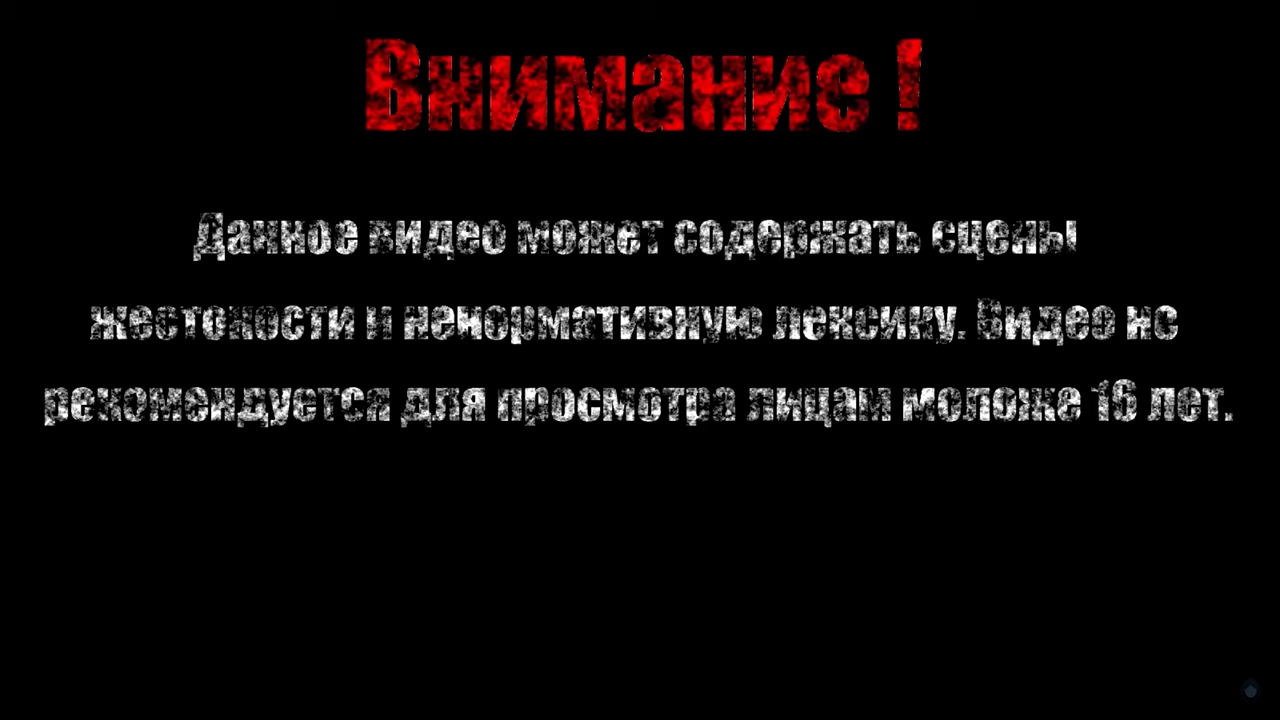 Внимание !
Данное видео может содержать сцены
жестокости и ненормативную лексику. Видео не
рекомендуется для просмотра лицам моложе 16 лет.